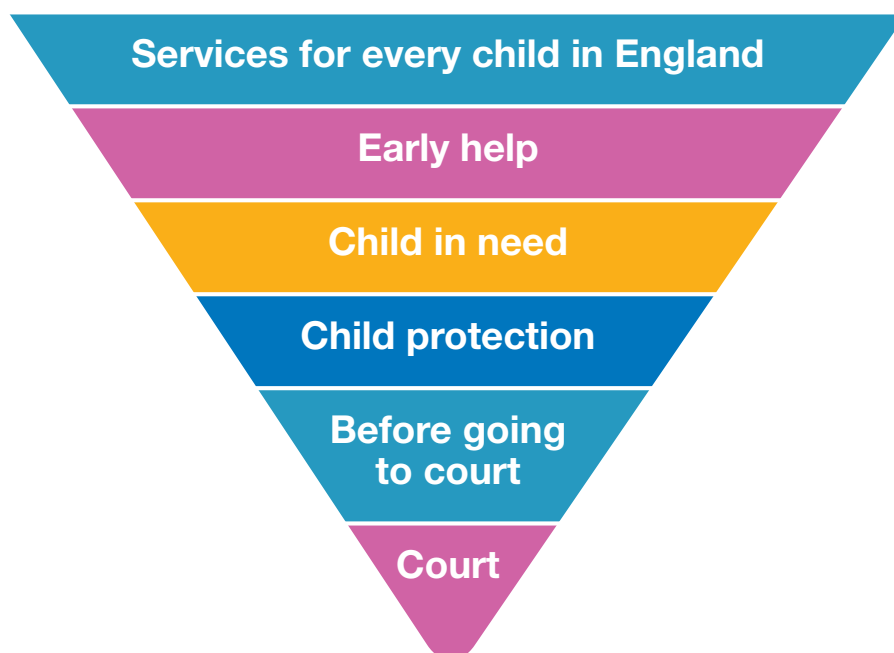 Services for every child in England
Early help
Child in need
Child protection
Before going
to court
Court